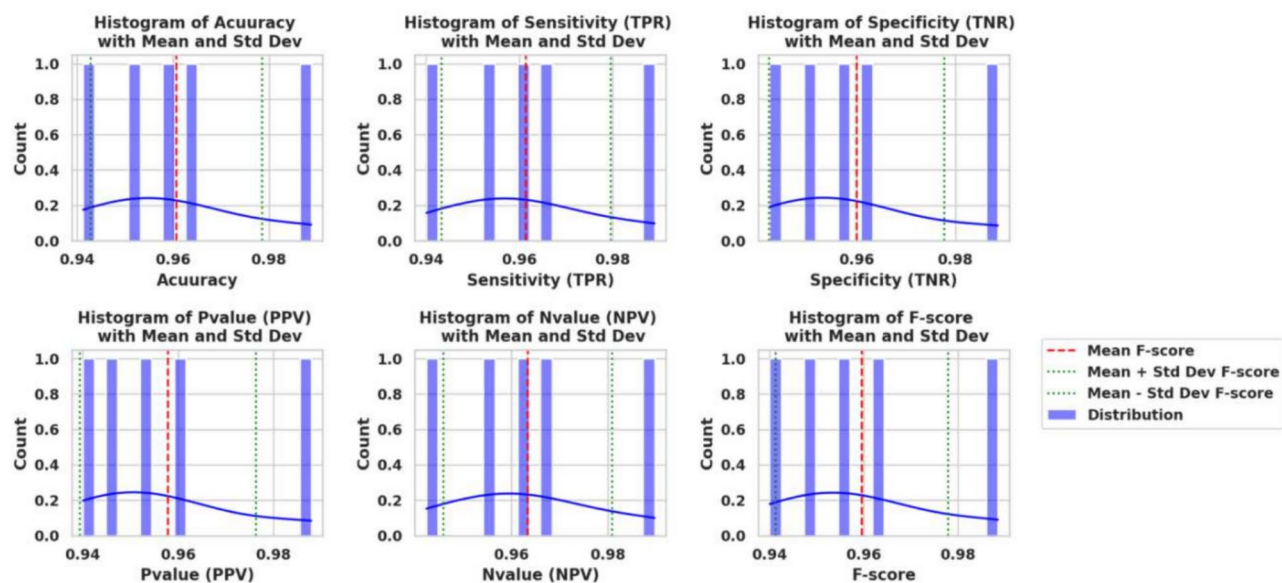 Histogram of Acuuracy
with Mean and Std Dev
Histogram of Sensitivity (TPR)
with Mean and Std Dev
Histogram of Specificity (TNR)
with Mean and Std Dev
1.0
0.8
0.6
0.4
0.2
0.0
Count
0.94
0.96
0.98
Acuuracy
1.0
0.8
0.6
0.4
0.2
0.0
Count
0.94
0.96
0.98
Sensitivity (TPR)
1.0
0.8
0.6
0.4
0.2
0.0
Count
0.96
0.98
Specificity (TNR)
Histogram of Pvalue (PPV)
with Mean and Std Dev
Histogram of Nvalue (NPV)
with Mean and Std Dev
Histogram of F-score
with Mean and Std Dev
1.0
0.8
0.6
0.4
0.2
0.0
Count
0.94
0.96
0.98
Pvalue (PPV)
1.0
0.8
0.6
0.4
0.2
0.0
Count
0.96
0.98
Nvalue (NPV)
1.0
0.8
0.6
0.4
0.2
0.0
Count
0.94
0.96
0.98
F-score
Mean F-score
Mean + Std Dev F-score
Mean - Std Dev F-score
Distribution